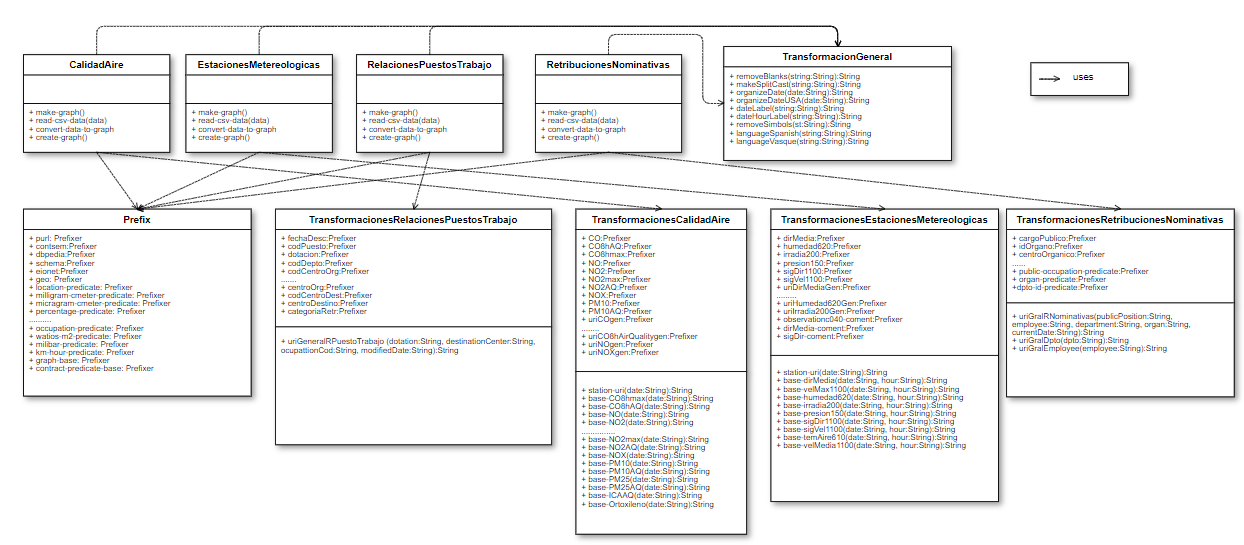 CalidadAire
+ make-graph()
+ read-csv-data(data)
+ convert-data-to-graph
+ create-graph()
EstacionesMetereologicas
+ make-graph()
+ read-csv-data(data)
+ convert-data-to-graph
+ create-graph()
RelacionesPuestosTrabajo
+ make-graph()
+ read-csv-data(data)
+ convert-data-to-graph
+ create-graph()
RetribucionesNominativas
+ make-graph()
+ read-csv-data(data)
+ convert-data-to-graph
+ create-graph()
TransformacionGeneral
+ removeBlanks(string:String):String
+ makeSplitCast(string:String):String
+ organizeDate(date:String):String
+ organizeDateUSA(date:String):String
+ dateLabel(string:String):String
+ dateHourLabel(string:String):String
+ removeSimbols(st:String):String
+ languageSpanish(string:String):String
+ languageVasque(string:String):String
uses
Prefix
+ purl: Prefixer
+ contsem:Prefixer
+ dbpedia:Prefixer
+ schema:Prefixer
+ eionet:Prefixer
+ geo: Prefixer
+ location-predicate: Prefixer
+ milligram-cmeter-predicate: Prefixer
+ micragram-cmeter-predicate: Prefixer
+ percentage-predicate: Prefixer
..........
+ occupation-predicate: Prefixer
+ watios-m2-predicate: Prefixer
+ milibar-predicate: Prefixer
+ km-hour-predicate: Prefixer
+ graph-base: Prefixer
+ contract-predicate-base: Prefixer
TransformacionesRelacionesPuestosTrabajo
+ fechaDesc:Prefixer
+ codPuesto:Prefixer
+ dotacion:Prefixer
+ codDepto:Prefixer
+ codCentroOrg:Prefixer
.......
+ centroOrg:Prefixer
+ codCentroDest:Prefixer
+ centroDestino:Prefixer
+ categoriaRetr:Prefixer
+ uriGeneralRPuestoTrabajo (dotation:String, destinationCenter:String,
ocupattionCod:String, modifiedDate:String):String
TransformacionesCalidadAire
+ CO:Prefixer
+ CO8hAQ:Prefixer
+ CO8hmax:Prefixer
+ NO:Prefixer
+ NO2:Prefixer
+ NO2max:Prefixer
+ NO2AQ:Prefixer
+ NOX:Prefixer
+ PM10:Prefixer
+ PM10AQ:Prefixer
+ uriCOgen:Prefixer
........
+ uriCO8hAirQualitygen:Prefixer
+ uriNOgen:Prefixer
+ uriNOXgen:Prefixer
+ station-uri(date:String):String
+ base-CO8hmax(date:String):String
+ base-CO8hAQ(date:String):String
+ base-NO(date:String):String
+ base-NO2(date:String):String
...............
+ base-NO2max(date:String):String
+ base-NO2AQ(date:String):String
+ base-NOX(date:String):String
+ base-PM10(date:String):String
+ base-PM10AQ(date:String):String
+ base-PM25(date:String):String
+ base-PM25AQ(date:String):String
+ base-ICAAQ(date:String):String
+ base-Ortoxileno(date:String):String
TransformacionesEstacionesMetereologicas
+ dirMedia:Prefixer
+ humedad620:Prefixer
+ irradia200:Prefixer
+ presion150:Prefixer
+ sigDir1100:Prefixer
+ sigVel1100:Prefixer
+ uriDirMediaGen:Prefixer
.........
+ uriHumedad620Gen:Prefixer
+ uriIrradia200Gen:Prefixer
+ observationc040-coment:Prefixer
+ dirMedia-coment:Prefixer
+ sigDir-coment:Prefixer
+ station-uri(date:String):String
+ base-dirMedia(date:String, hour:String):String
+ base-velMax1100(date:String, hour:String):String
+ base-humedad620(date:String, hour:String):String
+ base-irradia200(date:String, hour:String):String
+ base-presion150(date:String, hour:String):String
+ base-sigDir1100(date:String, hour:String):String
+ base-sigVel1100(date:String, hour:String):String
+ base-temAire610(date:String, hour:String):String
+ base-velMedia1100(date:String, hour:String):String
TransformacionesRetribucionesNominativas
+ cargoPublico:Prefixer
+ idOrgano:Prefixer
+ centroOrganico:Prefixer
......
+ public-occupation-predicate:Prefixer
+ organ-predicate:Prefixer
+dpto-id-predicate:Prefixer
+ uriGralRNominativas(publicPosition:String,
employee:String, department:String, organ:String,
currentDate:String):String
+ uriGralDpto(dpto:String):String
+ uriGralEmployee(employee:String):String